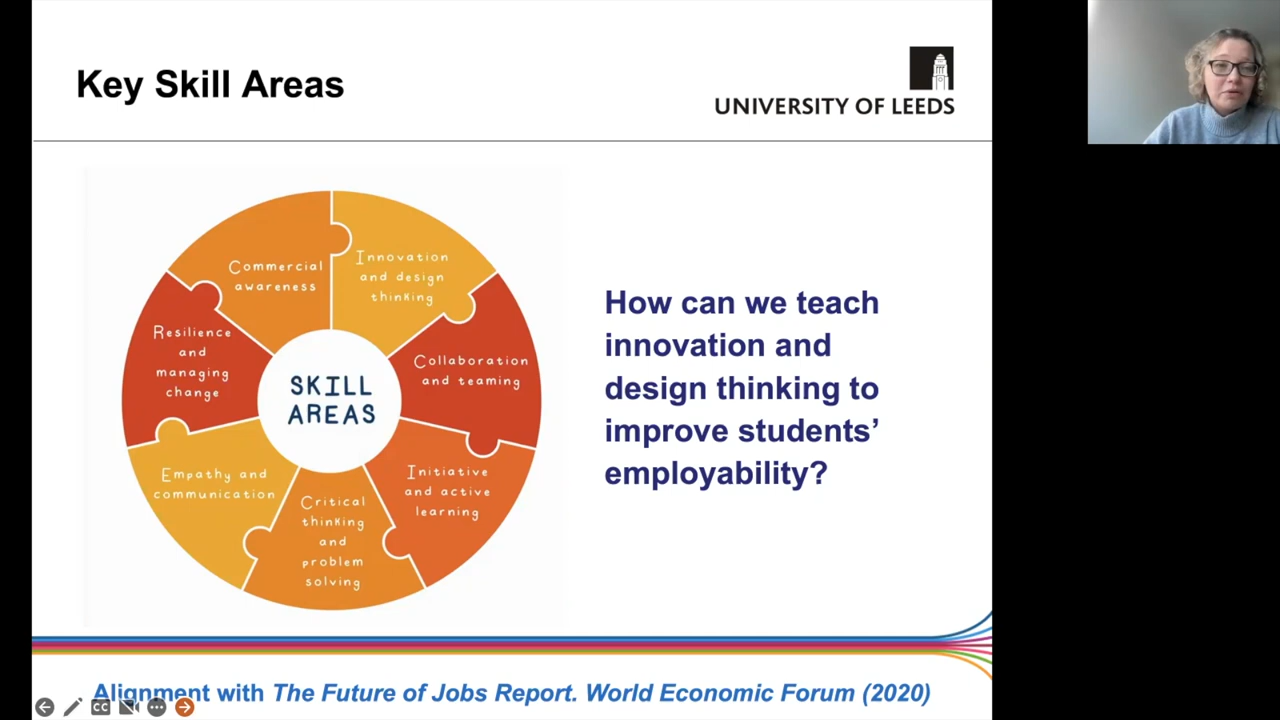 Key Skill Areas
UNIVERSITY OF LEEDS
Commercial
awareness
Innovation
and design
thinking
Resilience
and
managing
change
Collaboration
and teaming
SKILL
AREAS
Empathy and
communication
Initiative
and active
learning
Critical
thinking
and
problem
solving
How can we teach
innovation and
design thinking to
improve students’
employability?
Alignment with The Future of Jobs Report. World Economic Forum (2020)
CC